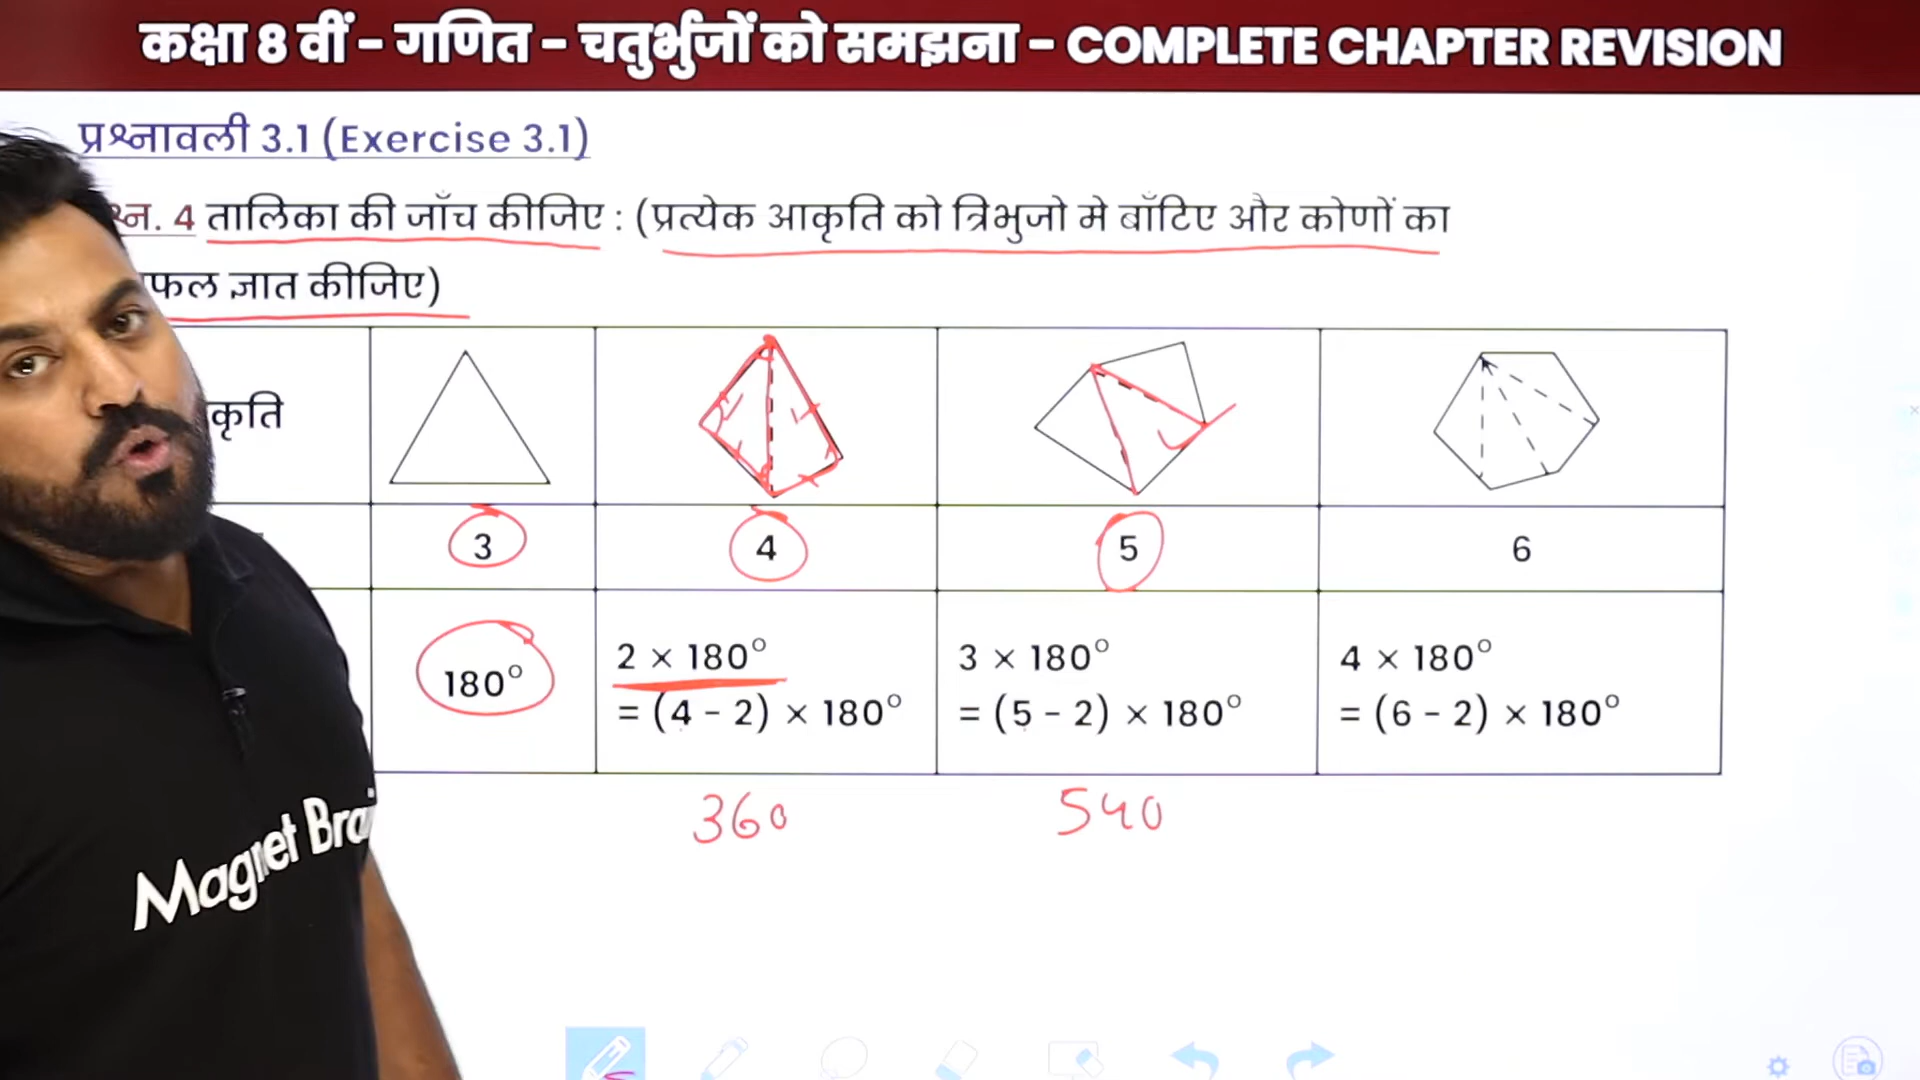 कक्षा 8 वीं – गणित – चतुर्भुजों को समझना – COMPLETE CHAPTER REVISION
प्रश्नावली 3.1 (Exercise 3.1)
4 तालिका की जाँच कीजिए : (प्रत्येक आकृति को त्रिभुजो मे बाँटिए और कोणों का
फल ज्ञात कीजिए)
कृति
3 4 5 6
180° 2 × 180° 3 × 180° 4 × 180°
= (4 - 2) × 180° = (5 - 2) × 180° = (6 - 2) × 180°
360 540
Magnet Bra